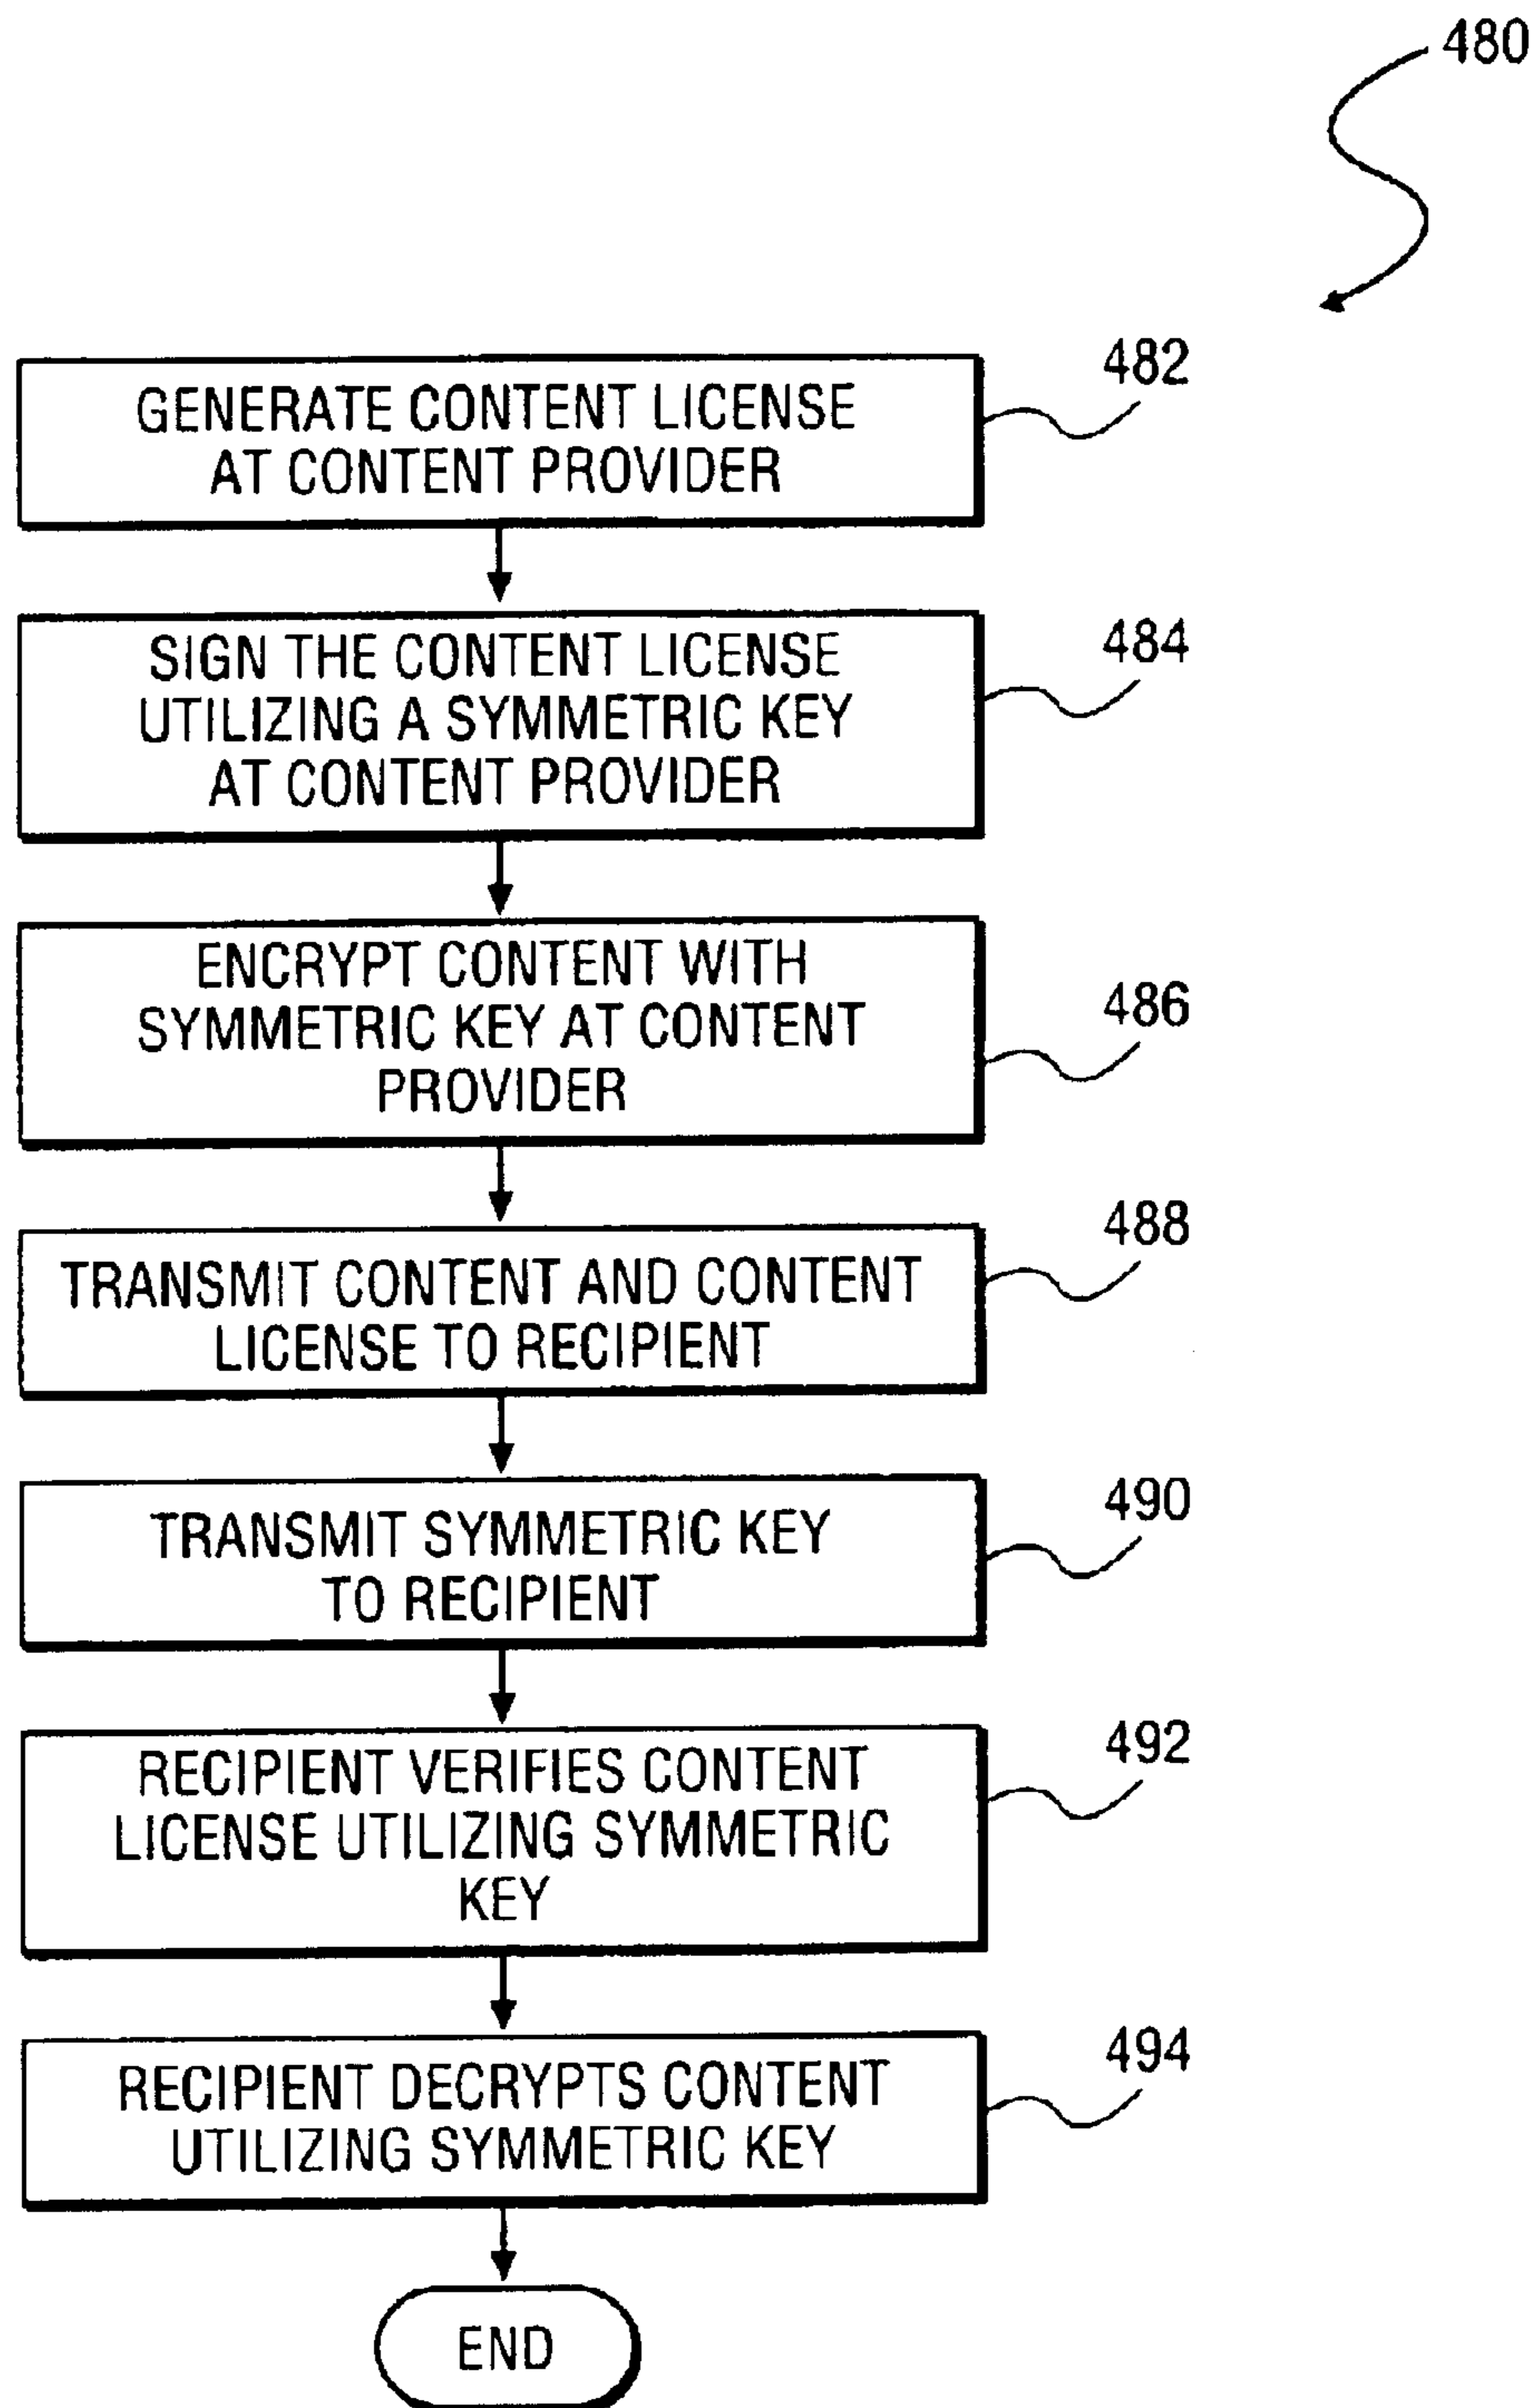 480
482
GENERATE CONTENT LICENSE
AT CONTENT PROVIDER
484
SIGN THE CONTENT LICENSE
UTILIZING A SYMMETRIC KEY
AT CONTENT PROVIDER
486
ENCRYPT CONTENT WITH
SYMMETRIC KEY AT CONTENT
PROVIDER
488
TRANSMIT CONTENT AND CONTENT
LICENSE TO RECIPIENT
490
TRANSMIT SYMMETRIC KEY
TO RECIPIENT
492
RECIPIENT VERIFIES CONTENT
LICENSE UTILIZING SYMMETRIC
KEY
494
RECIPIENT DECRYPTS CONTENT
UTILIZING SYMMETRIC KEY
END